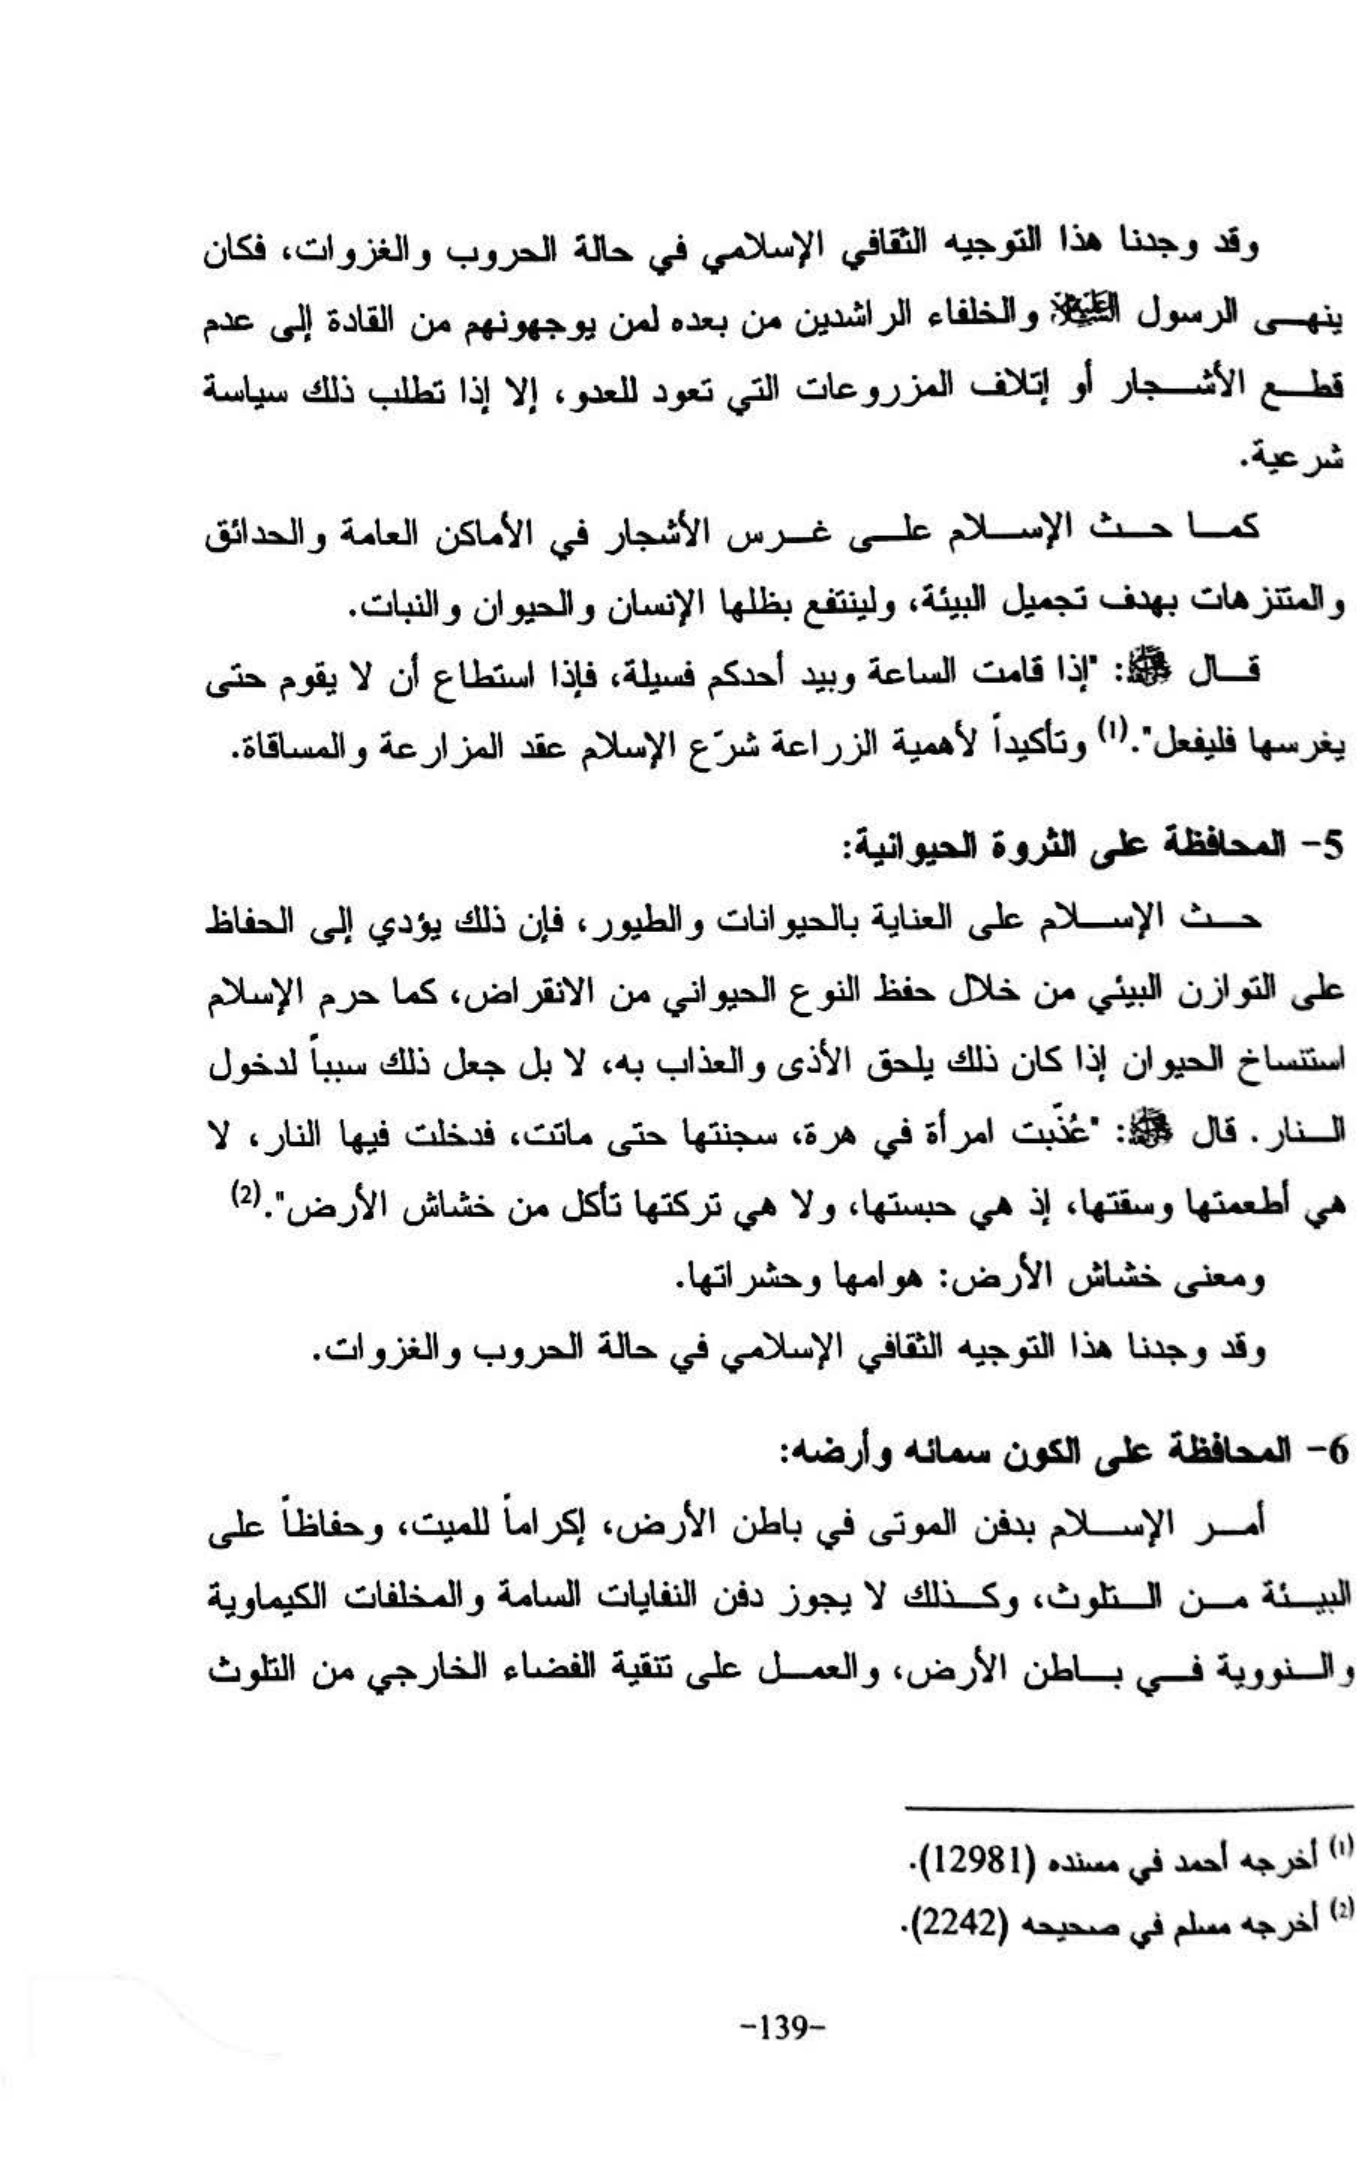 وقد وجدنا هذا التوجيه الثقافي الإسلامي في حالة الحروب والغزوات، فكان
ينهى الرسول عليه السلام والخلفاء الراشدين من بعده لمن يوجهونهم من القادة إلى عدم
قطع الأشجار أو إتلاف المزروعات التي تعود للعدو، إلا إذا تطلب ذلك سياسة
شرعية.
كما حث الإسلام على غرس الأشجار في الأماكن العامة والحدائق
والمتنزهات بهدف تجميل البيئة، ولينتفع بظلها الإنسان والحيوان والنبات.
قال ﷺ: "إذا قامت الساعة وبيد أحدكم فسيلة، فإذا استطاع أن لا يقوم حتى
يغرسها فليفعل".(1) وتأكيداً لأهمية الزراعة شرّع الإسلام عقد المزارعة والمساقاة.
5- المحافظة على الثروة الحيوانية:
حث الإسلام على العناية بالحيوانات والطيور، فإن ذلك يؤدي إلى الحفاظ
على التوازن البيئي من خلال حفظ النوع الحيواني من الانقراض، كما حرم الإسلام
استنساخ الحيوان إذا كان ذلك يلحق الأذى والعذاب به، لا بل جعل ذلك سبباً لدخول
النار. قال ﷺ: "عُذّبت امرأة في هرة، سجنتها حتى ماتت، فدخلت فيها النار، لا
هي أطعمتها وسقتها، إذ هي حبستها، ولا هي تركتها تأكل من خشاش الأرض".(2)
ومعنى خشاش الأرض: هوامها وحشراتها.
وقد وجدنا هذا التوجيه الثقافي الإسلامي في حالة الحروب والغزوات.
6- المحافظة على الكون سمائه وأرضه:
أمر الإسلام بدفن الموتى في باطن الأرض، إكراماً للميت، وحفاظاً على
البيئة من التلوث، وكذلك لا يجوز دفن النفايات السامة والمخلفات الكيماوية
والنووية في باطن الأرض، والعمل على تنقية الفضاء الخارجي من التلوث
(1) أخرجه أحمد في مسنده (12981).
(2) أخرجه مسلم في صحيحه (2242).
-139-